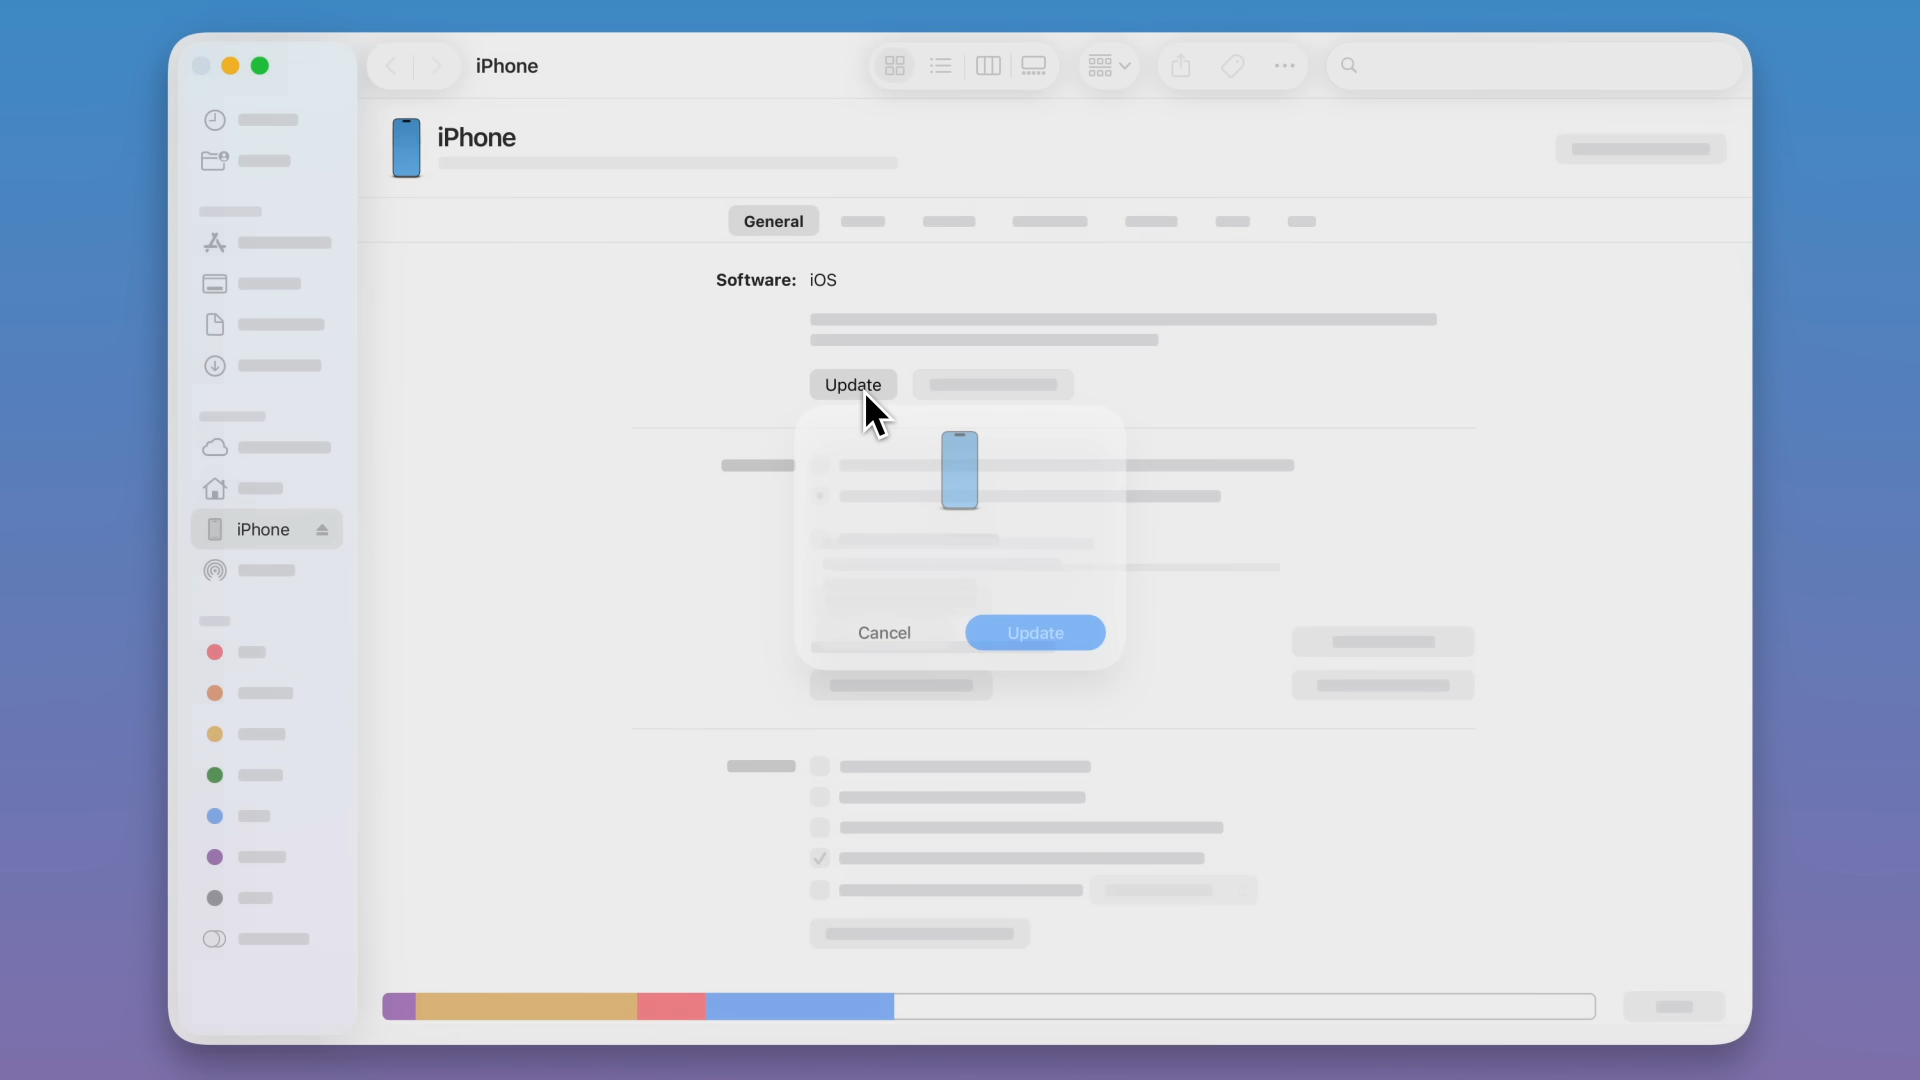 iPhone
iPhone
General
Software: iOS
Update
iPhone
Cancel
Update